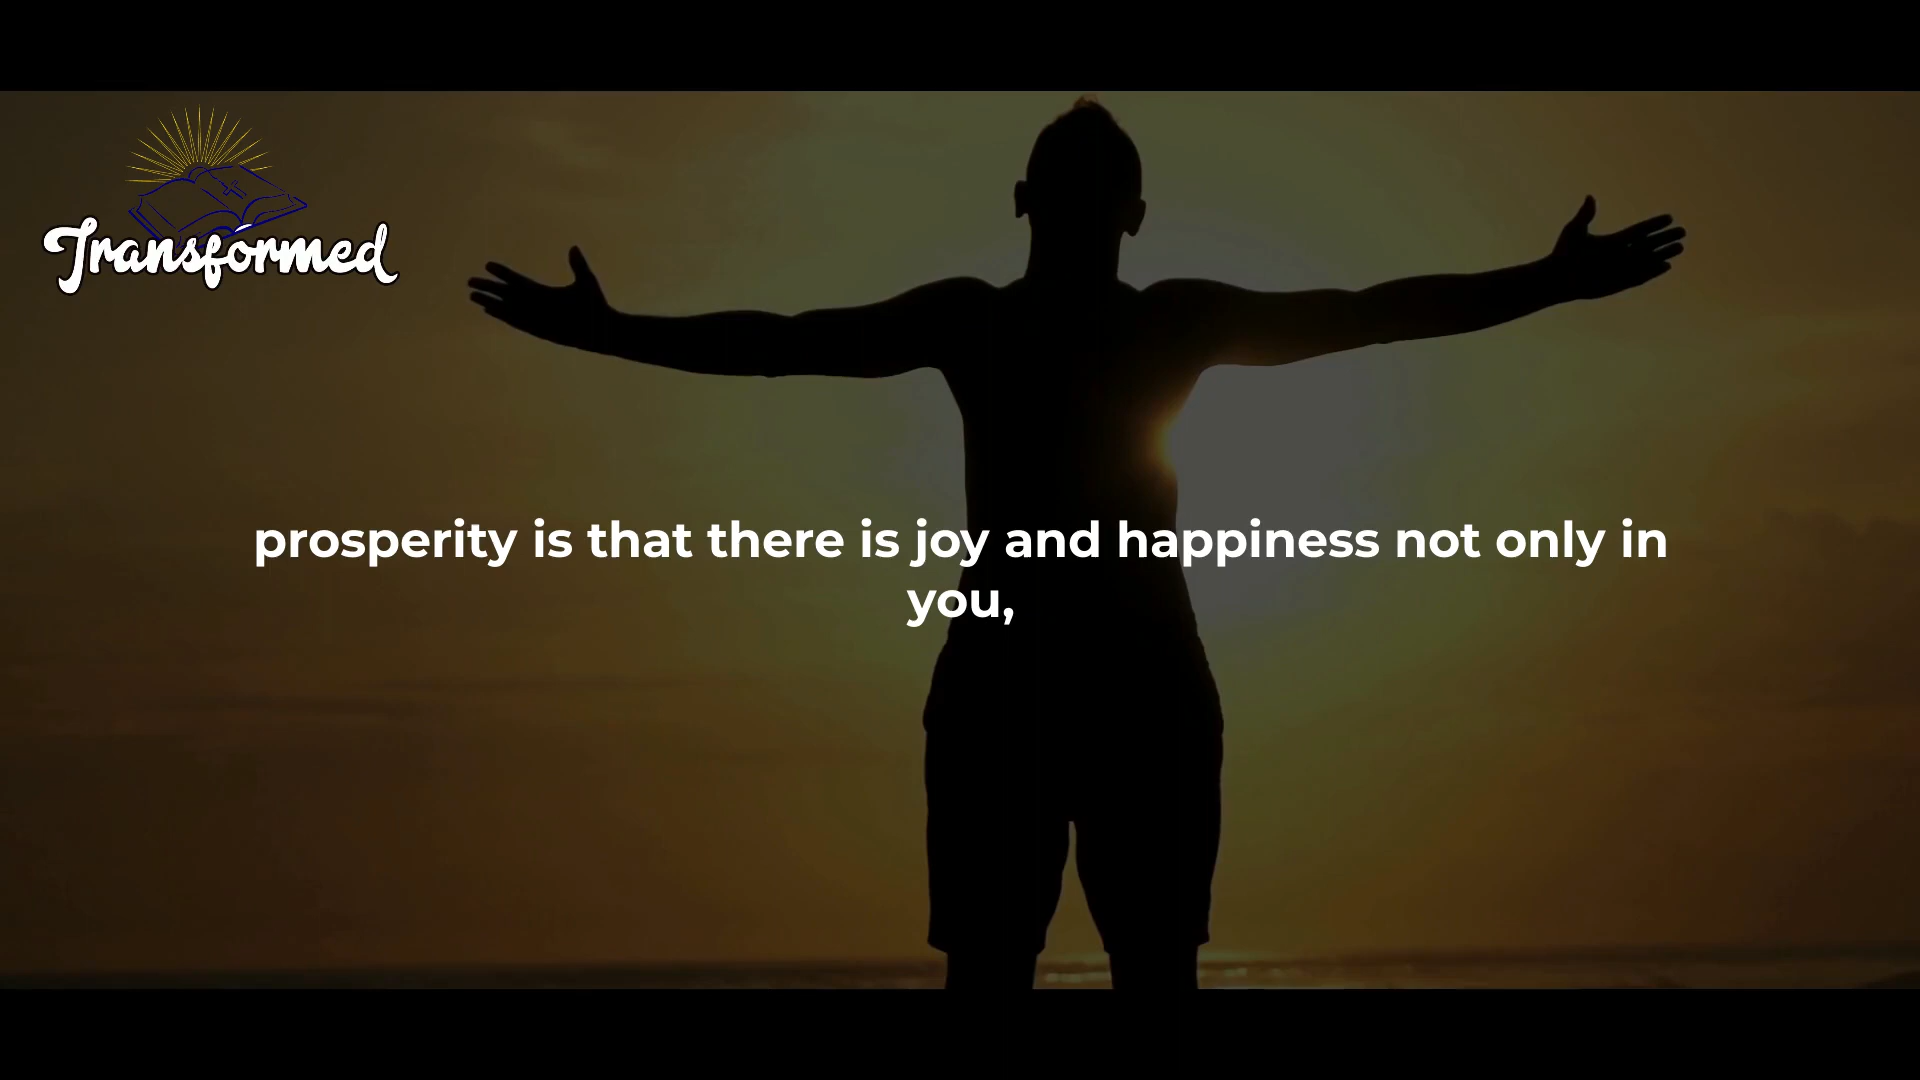 Transformed
prosperity is that there is joy and happiness not only in
you,